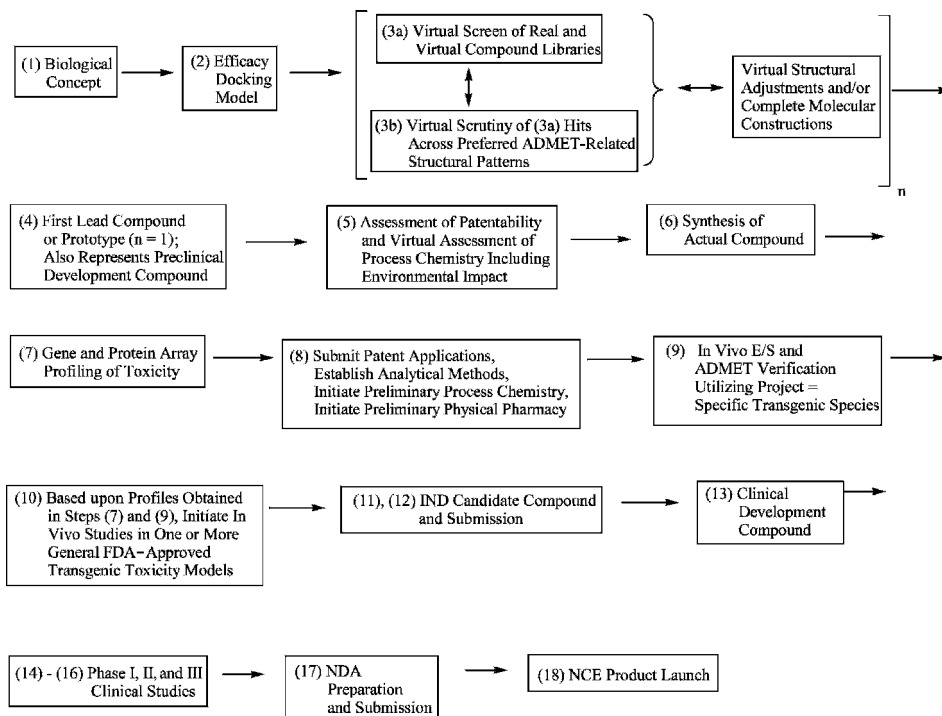 (1) Biological
Concept
(2) Efficacy
Docking
Model
(3a) Virtual Screen of Real and
Virtual Compound Libraries
(3b) Virtual Scrutiny of (3a) Hits
Across Preferred ADMET-Related
Structural Patterns
Virtual Structural
Adjustments and/or
Complete Molecular
Constructions
n
(4) First Lead Compound
or Prototype (n = 1);
Also Represents Preclinical
Development Compound
(5) Assessment of Patentability
and Virtual Assessment of
Process Chemistry Including
Environmental Impact
(6) Synthesis of
Actual Compound
(7) Gene and Protein Array
Profiling of Toxicity
(8) Submit Patent Applications,
Establish Analytical Methods,
Initiate Preliminary Process Chemistry,
Initiate Preliminary Physical Pharmacy
(9) In Vivo E/S and
ADMET Verification
Utilizing Project =
Specific Transgenic Species
(10) Based upon Profiles Obtained
in Steps (7) and (9), Initiate In
Vivo Studies in One or More
General FDA-Approved
Transgenic Toxicity Models
(11), (12) IND Candidate Compound
and Submission
(13) Clinical
Development
Compound
(14) - (16) Phase I, II, and III
Clinical Studies
(17) NDA
Preparation
and Submission
(18) NCE Product Launch